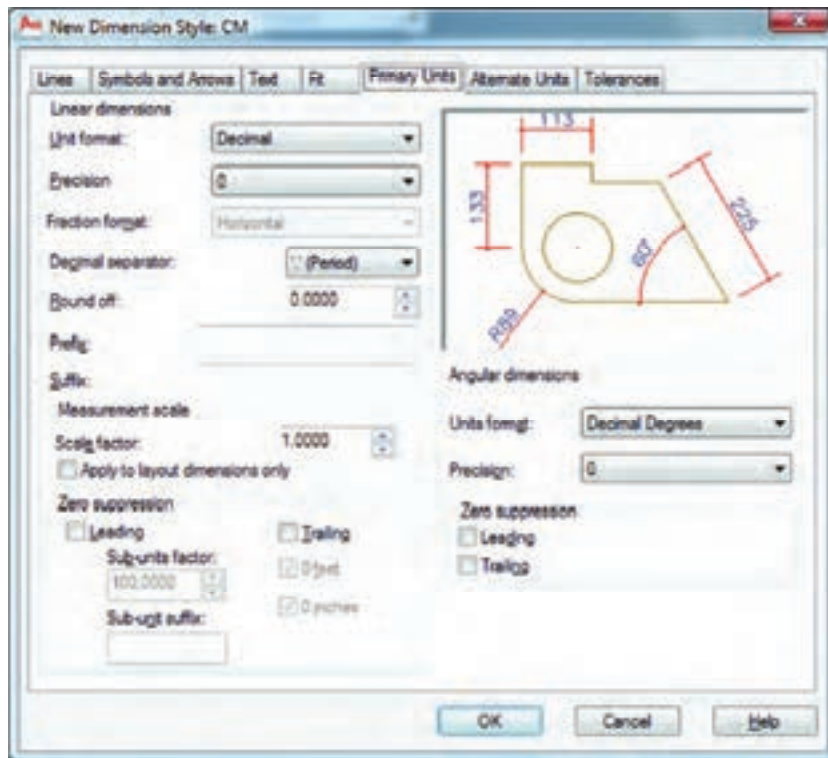 New Dimension Style: CM
Lines Symbols and Arrows Text Fit Primary Units Alternate Units Tolerances
Linear dimensions
Unit format: Decimal
Precision 0
Fraction format: Horizontal
Decimal separator: '.' (Period)
Round off: 0.0000
Prefix:
Suffix:
Measurement scale
Scale factor: 1.0000
Apply to layout dimensions only
Zero suppression
Leading
Trailing
Sub-units factor:
100.0000
0 feet
0 inches
Sub-unit suffix:
113
133
225
60°
R89
Angular dimensions
Units format: Decimal Degrees
Precision: 0
Zero suppression
Leading
Trailing
OK Cancel Help